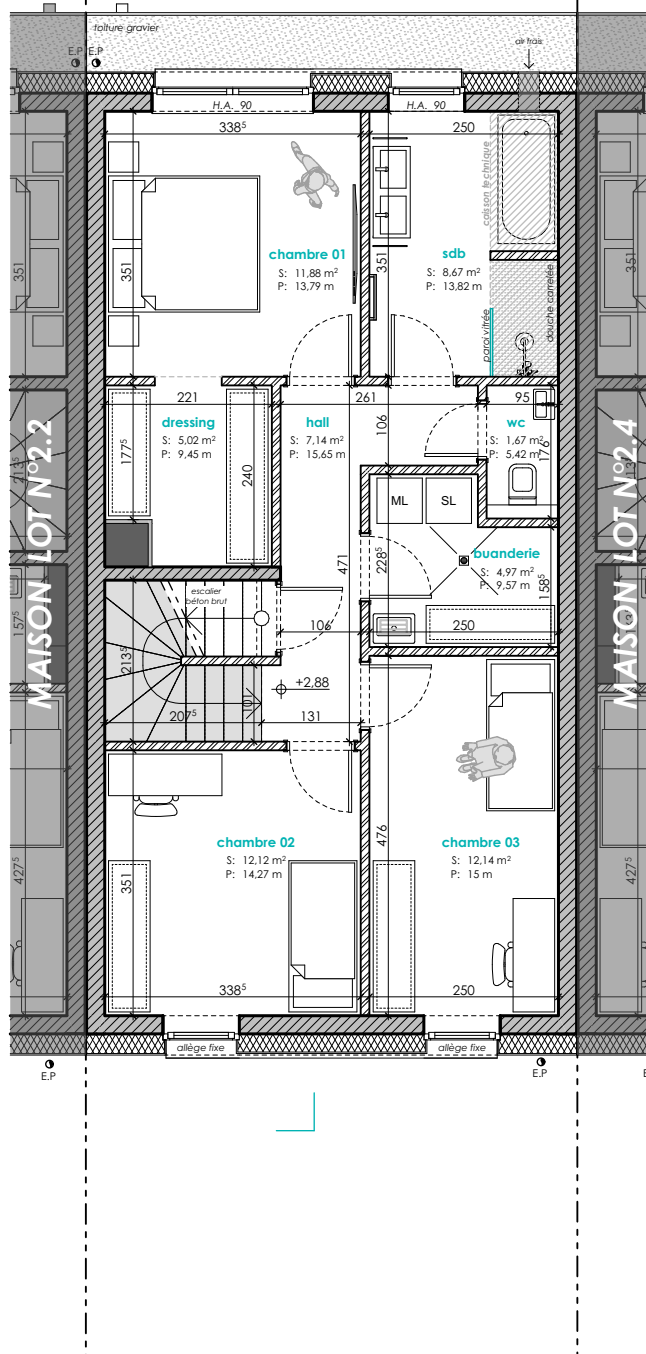 toiture gravier
E.P E.P
air frais
H.A. 90
H.A. 90
338⁵
250
caisson technique
351
351
351
351
chambre 01
S: 11,88 m²
P: 13,79 m
sdb
S: 8,67 m²
P: 13,82 m
paroi vitrée
douche carrelée
221
261
95
dressing
S: 5,02 m²
P: 9,45 m
hall
S: 7,14 m²
P: 15,65 m
106
wc
S: 1,67 m²
P: 5,42 m
176
177⁵
240
MAISON LOT N°2.2
MAISON LOT N°2.4
213⁵
ML
SL
471
228⁵
buanderie
S: 4,97 m²
P: 9,57 m
158⁵
157⁵
escalier
béton brut
106
250
213⁵
+2,88
101
207⁵
131
476
chambre 02
S: 12,12 m²
P: 14,27 m
chambre 03
S: 12,14 m²
P: 15 m
427⁵
351
427⁵
338⁵
250
allège fixe
allège fixe
E.P
E.P